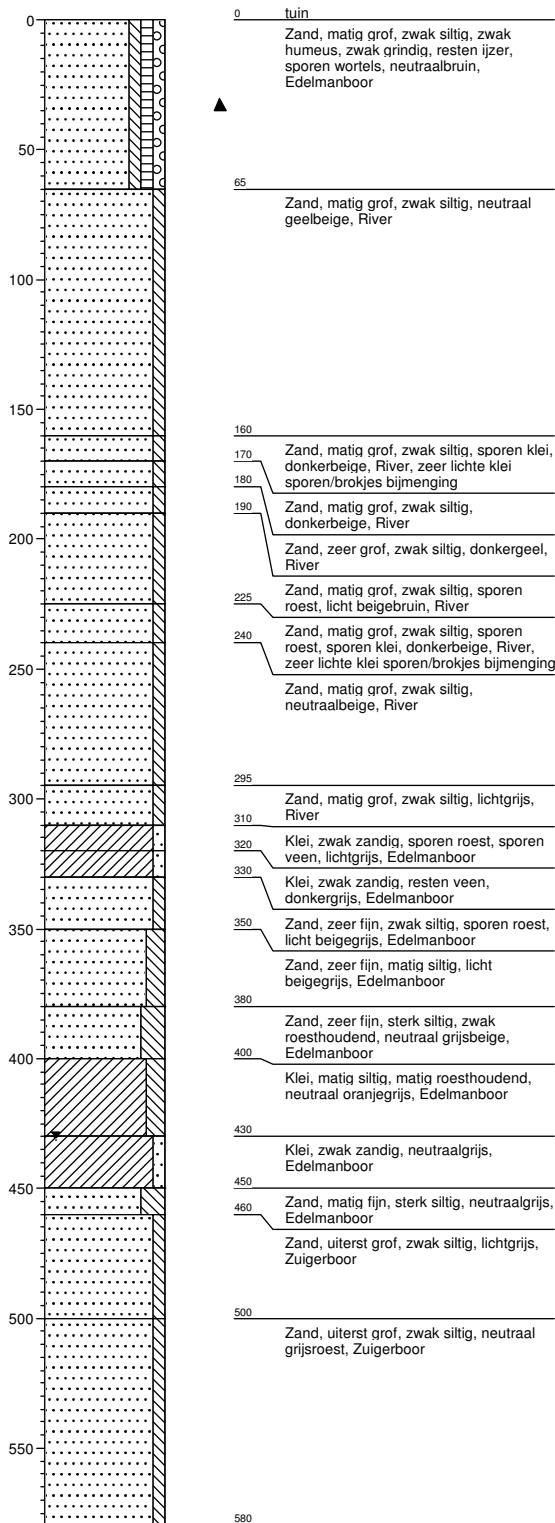 0
50
100
150
200
250
300
350
400
450
500
550
0 tuin
Zand, matig grof, zwak siltig, zwak
humeus, zwak grindig, resten ijzer,
sporen wortels, neutraalbruin,
Edelmanboor
65
Zand, matig grof, zwak siltig, neutraal
geelbeige, River
160
Zand, matig grof, zwak siltig, sporen klei,
donkerbeige, River, zeer lichte klei
sporen/brokjes bijmenging
170
Zand, matig grof, zwak siltig,
donkerbeige, River
180
Zand, zeer grof, zwak siltig, donkergeel,
River
190
Zand, matig grof, zwak siltig, sporen
roest, licht beigebruin, River
225
Zand, matig grof, zwak siltig, sporen
roest, sporen klei, donkerbeige, River,
zeer lichte klei sporen/brokjes bijmenging
240
Zand, matig grof, zwak siltig,
neutraalbeige, River
295
Zand, matig grof, zwak siltig, lichtgrijs,
River
310
Klei, zwak zandig, sporen roest, sporen
veen, lichtgrijs, Edelmanboor
320
Klei, zwak zandig, resten veen,
donkergrijs, Edelmanboor
330
Zand, zeer fijn, zwak siltig, sporen roest,
licht beigegrijs, Edelmanboor
350
Zand, zeer fijn, matig siltig, licht
beigegrijs, Edelmanboor
380
Zand, zeer fijn, sterk siltig, zwak
roesthoudend, neutraal grijsbeige,
Edelmanboor
400
Klei, matig siltig, matig roesthoudend,
neutraal oranjegrijs, Edelmanboor
430
Klei, zwak zandig, neutraalgrijs,
Edelmanboor
450
Zand, matig fijn, sterk siltig, neutraalgrijs,
Edelmanboor
460
Zand, uiterst grof, zwak siltig, lichtgrijs,
Zuigerboor
500
Zand, uiterst grof, zwak siltig, neutraal
grijsroest, Zuigerboor
580